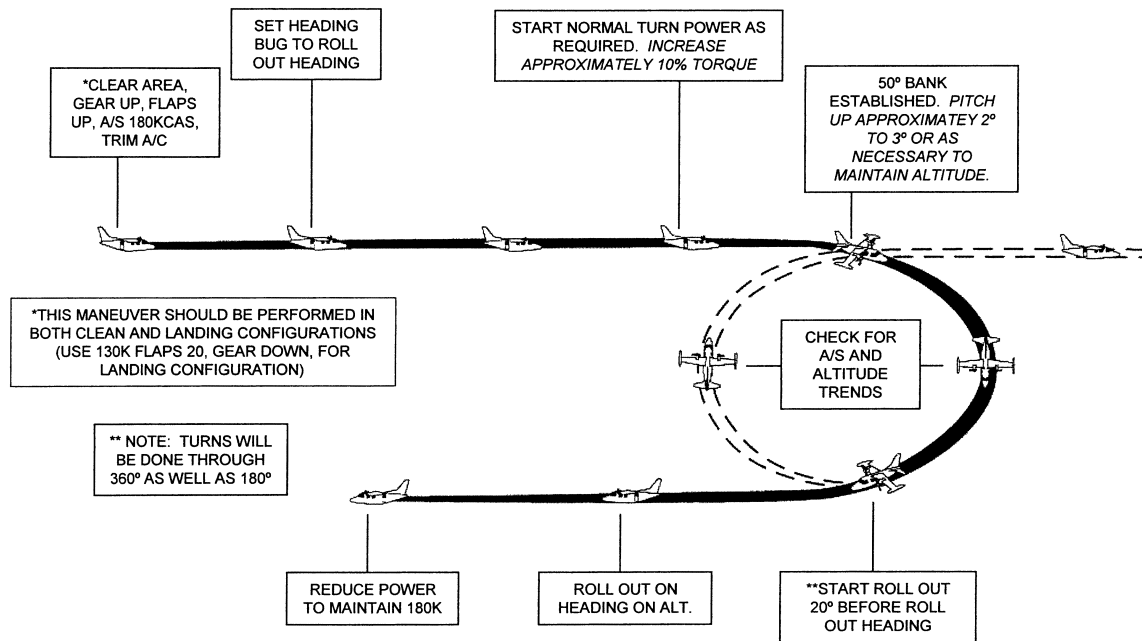 *CLEAR AREA,
GEAR UP, FLAPS
UP, A/S 180KCAS,
TRIM A/C
SET HEADING
BUG TO ROLL
OUT HEADING
START NORMAL TURN POWER AS
REQUIRED. INCREASE
APPROXIMATELY 10% TORQUE
50º BANK
ESTABLISHED. PITCH
UP APPROXIMATEY 2º
TO 3º OR AS
NECESSARY TO
MAINTAIN ALTITUDE.
*THIS MANEUVER SHOULD BE PERFORMED IN
BOTH CLEAN AND LANDING CONFIGURATIONS
(USE 130K FLAPS 20, GEAR DOWN, FOR
LANDING CONFIGURATION)
CHECK FOR
A/S AND
ALTITUDE
TRENDS
** NOTE: TURNS WILL
BE DONE THROUGH
360º AS WELL AS 180º
REDUCE POWER
TO MAINTAIN 180K
ROLL OUT ON
HEADING ON ALT.
**START ROLL OUT
20º BEFORE ROLL
OUT HEADING